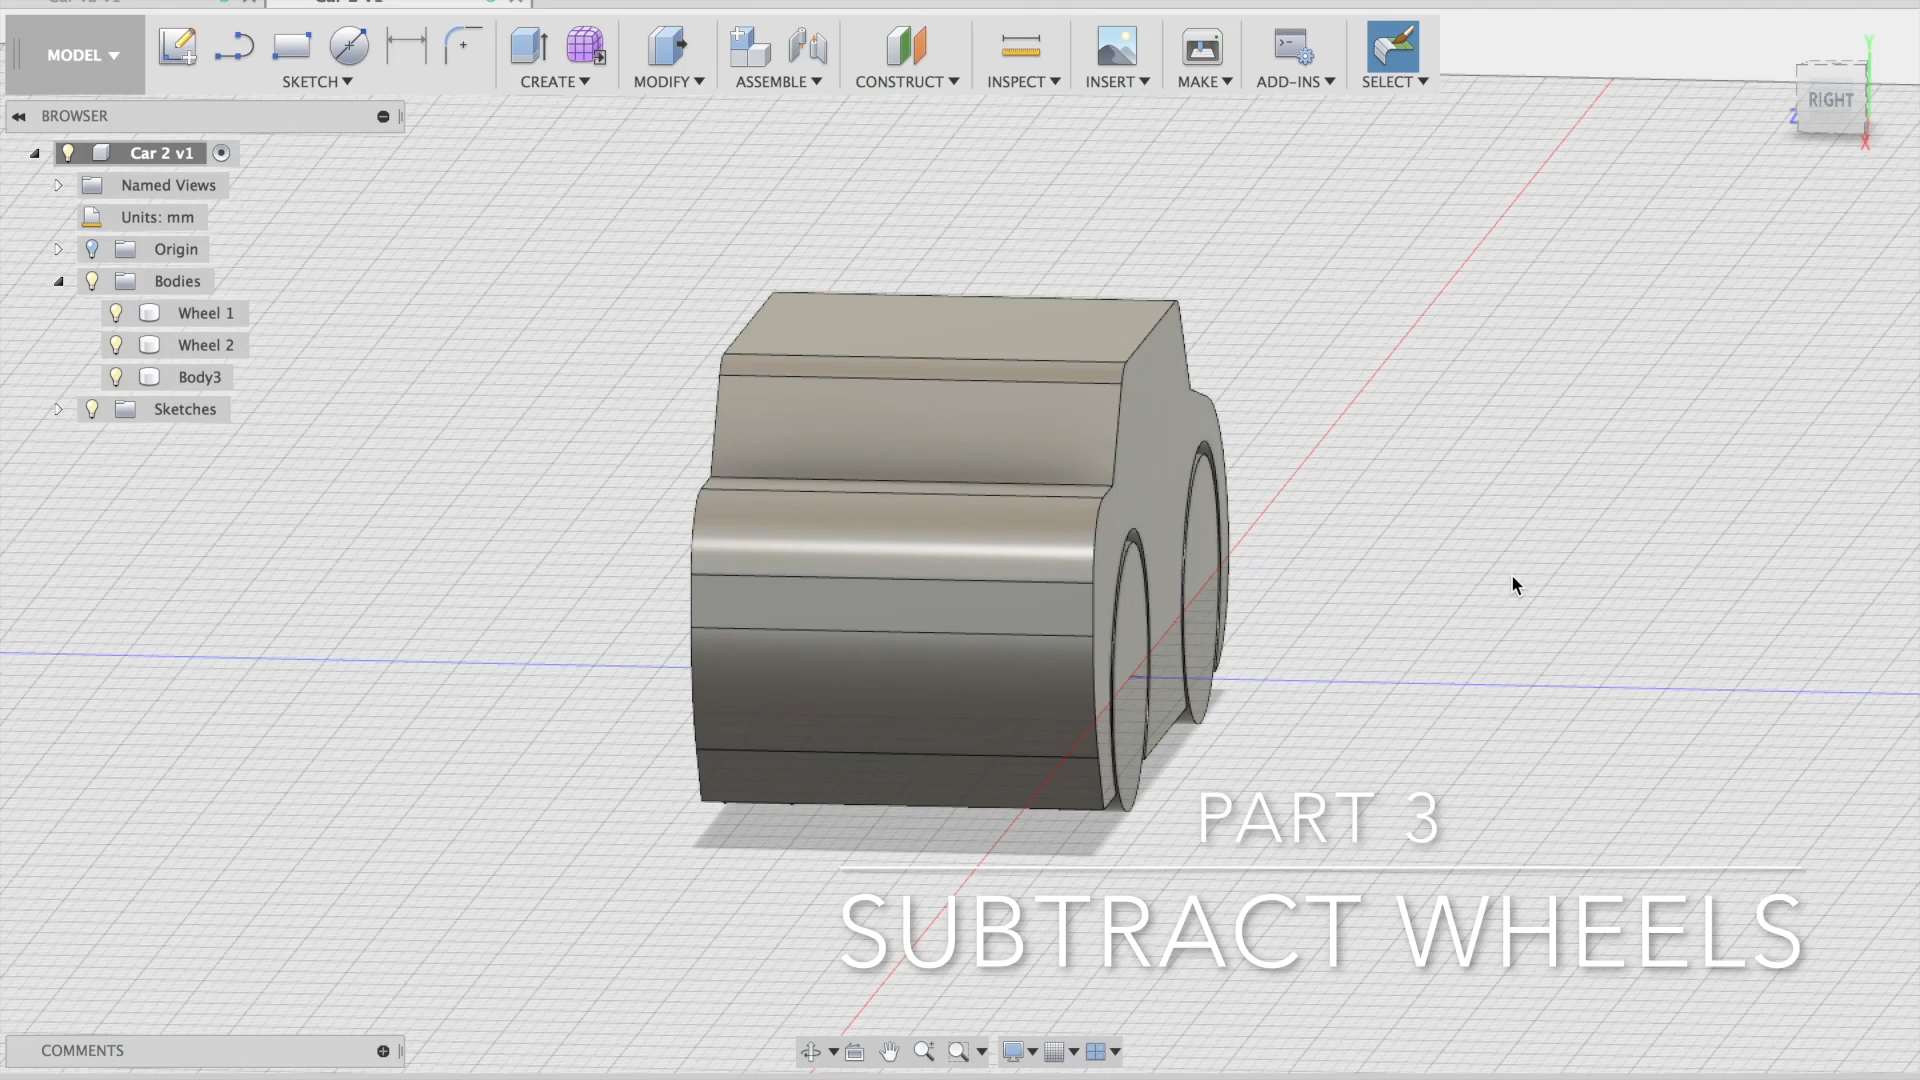 MODEL
SKETCH
CREATE
MODIFY
ASSEMBLE
CONSTRUCT
INSPECT
INSERT
MAKE
ADD-INS
SELECT
BROWSER
Car 2 v1
Named Views
Units: mm
Origin
Bodies
Wheel 1
Wheel 2
Body3
Sketches
Y
RIGHT
Z
X
PART 3
SUBTRACT WHEELS
COMMENTS